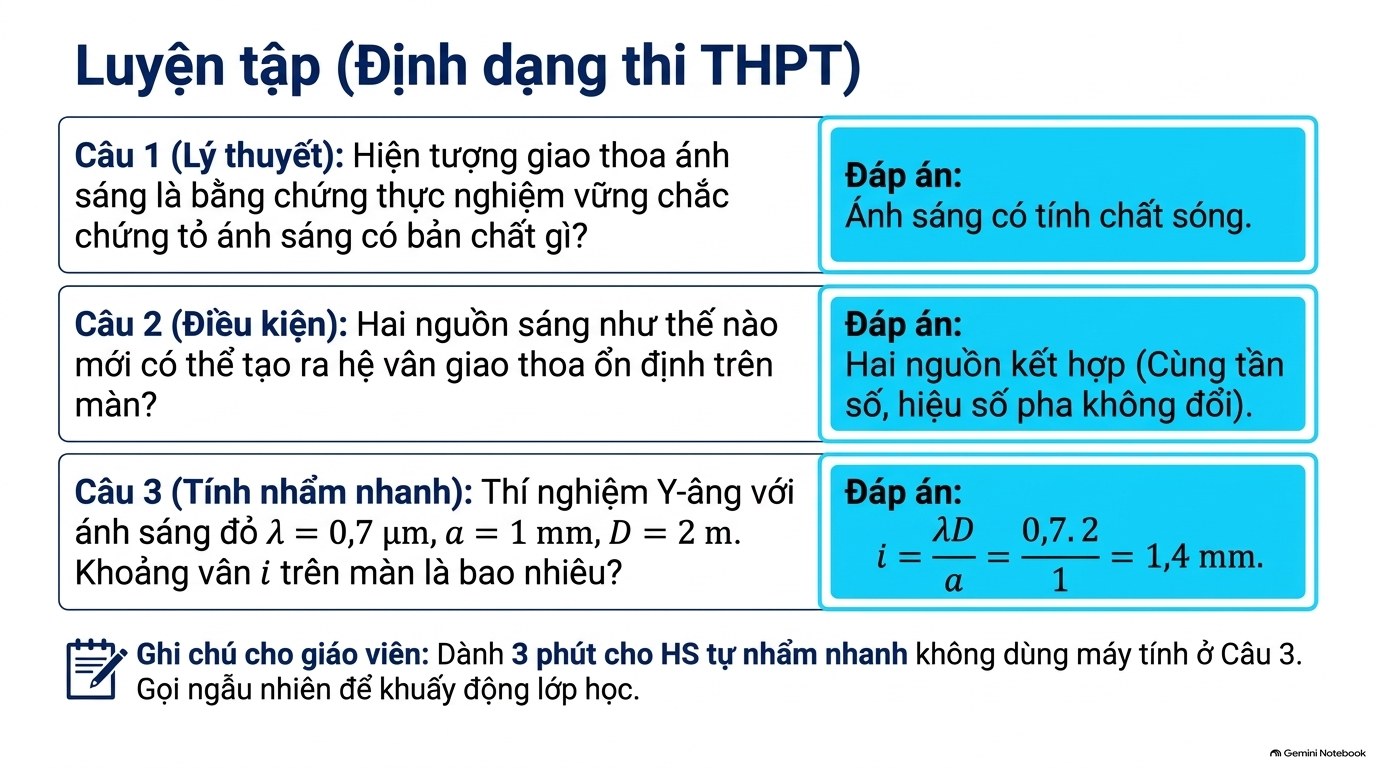 Luyện tập (Định dạng thi THPT)
Câu 1 (Lý thuyết): Hiện tượng giao thoa ánh
sáng là bằng chứng thực nghiệm vững chắc
chứng tỏ ánh sáng có bản chất gì?
Đáp án:
Ánh sáng có tính chất sóng.
Câu 2 (Điều kiện): Hai nguồn sáng như thế nào
mới có thể tạo ra hệ vân giao thoa ổn định trên
màn?
Đáp án:
Hai nguồn kết hợp (Cùng tần
số, hiệu số pha không đổi).
Câu 3 (Tính nhẩm nhanh): Thí nghiệm Y-âng với
ánh sáng đỏ λ = 0,7 μm, a = 1 mm, D = 2 m.
Khoảng vân i trên màn là bao nhiêu?
Đáp án:
i = λD/a = 0,7. 2/1 = 1,4 mm.
Ghi chú cho giáo viên: Dành 3 phút cho HS tự nhẩm nhanh không dùng máy tính ở Câu 3.
Gọi ngẫu nhiên để khuấy động lớp học.
Gemini Notebook